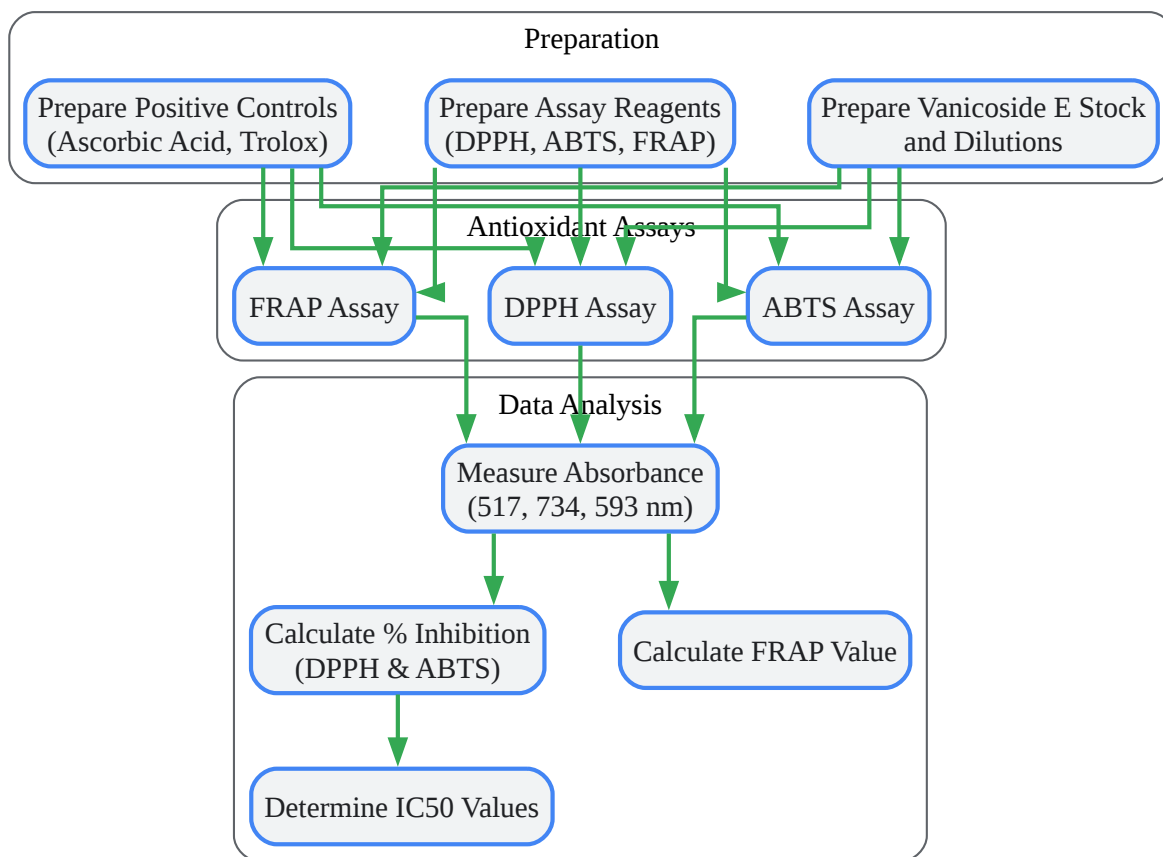 Preparation
Prepare Positive Controls
(Ascorbic Acid, Trolox)
Prepare Assay Reagents
(DPPH, ABTS, FRAP)
Prepare Vanicoside E Stock
and Dilutions
Antioxidant Assays
FRAP Assay
DPPH Assay
ABTS Assay
Data Analysis
Measure Absorbance
(517, 734, 593 nm)
Calculate % Inhibition
(DPPH & ABTS)
Calculate FRAP Value
Determine IC50 Values